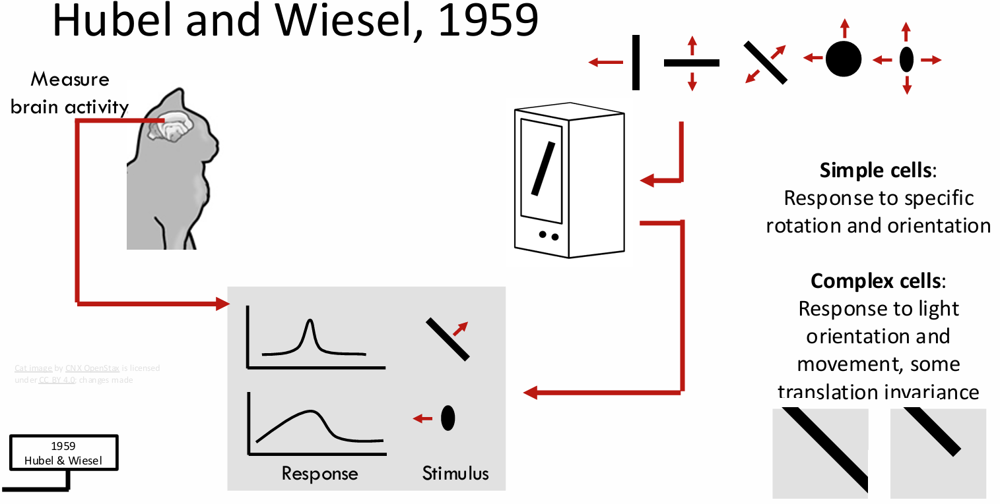 Hubel and Wiesel, 1959
Measure
brain activity
Simple cells:
Response to specific
rotation and orientation
Complex cells:
Response to light
orientation and
movement, some
translation invariance
Cat image by CNX OpenStax is licensed
under CC BY 4.0; changes made
1959
Hubel & Wiesel
Response
Stimulus